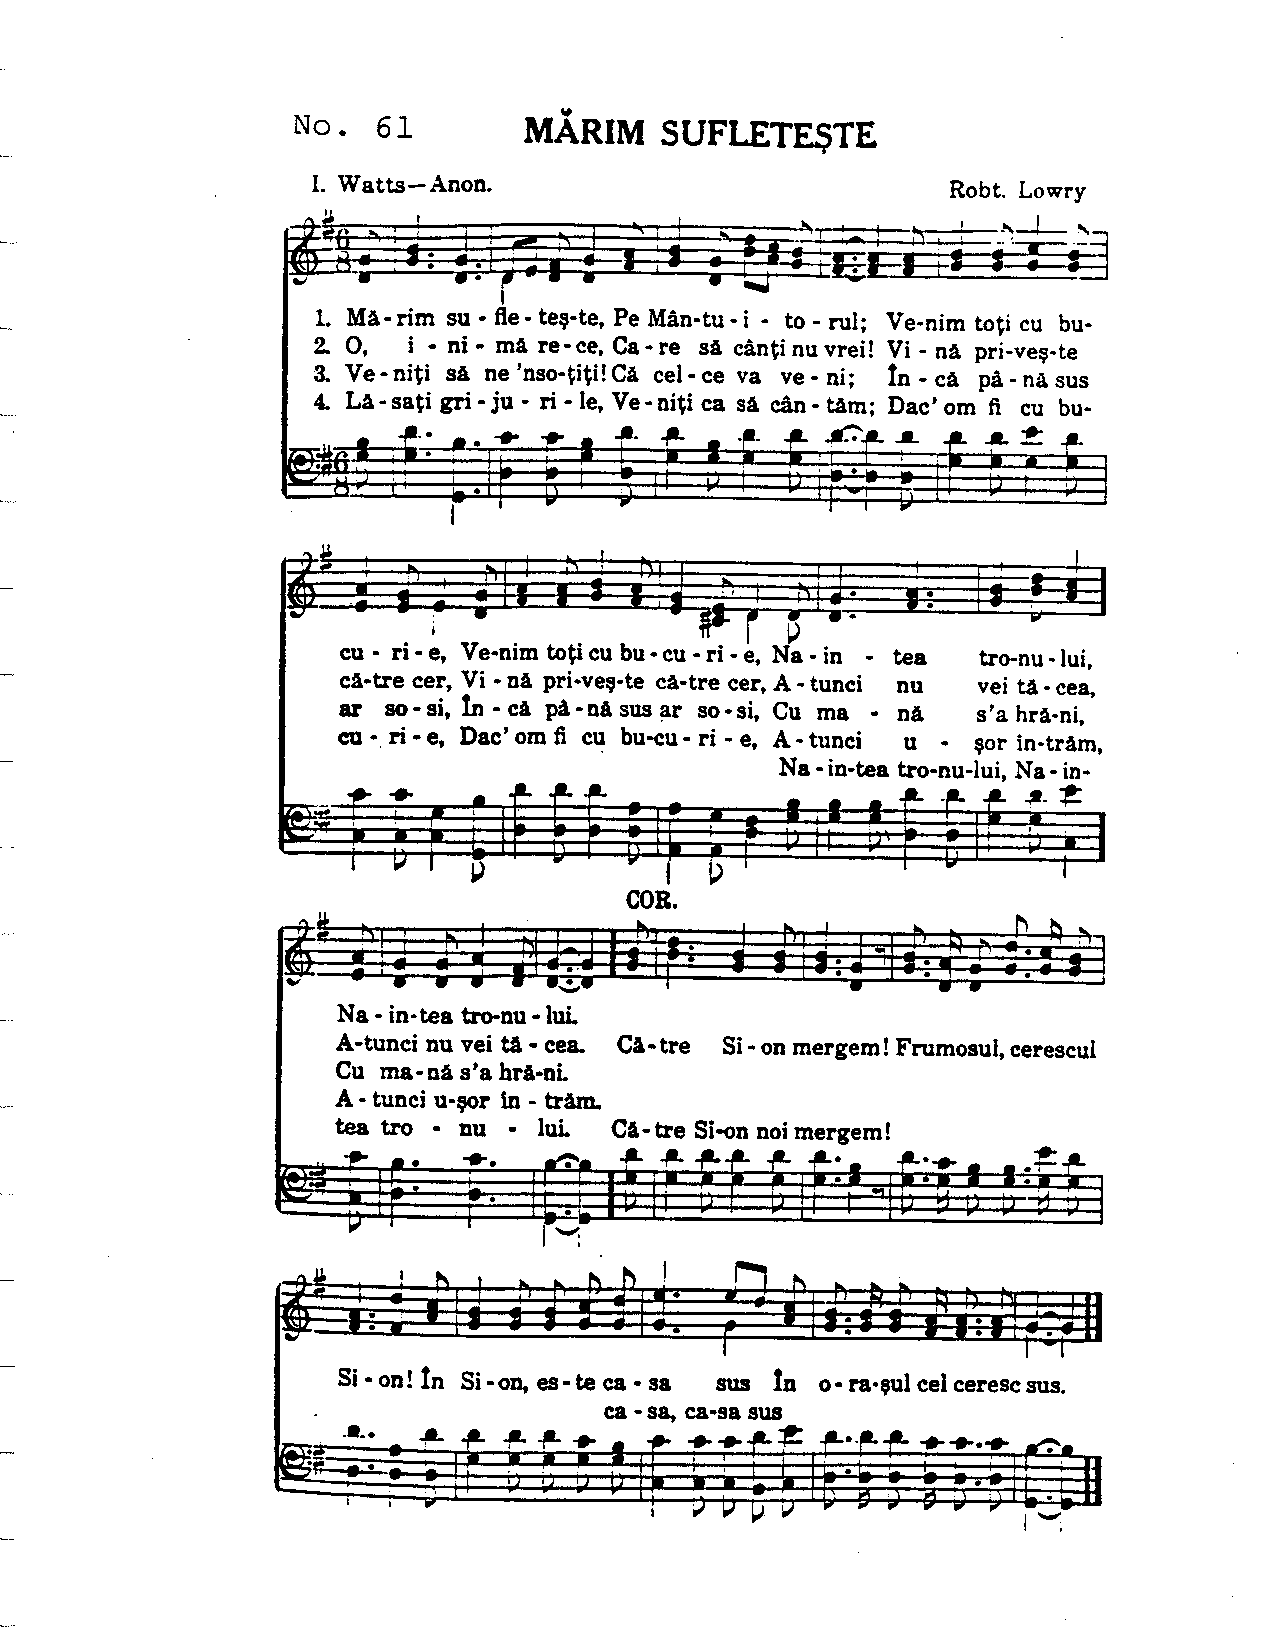 No. 61 MĂRIM SUFLETEȘTE
I. Watts—Anon. Robt. Lowry
1. Mă-rim su-fle-teș-te, Pe Mân-tu-i-to-rul; Ve-nim toți cu bu-
2. O, i-ni-mă re-ce, Ca-re să cânți nu vrei! Vi-nă pri-veș-te
3. Ve-niți să ne 'nso-țiți! Că cel-ce va ve-ni; În-că pâ-nă sus
4. Lă-sați gri-ju-ri-le, Ve-niți ca să cân-tăm; Dac' om fi cu bu-
cu-ri-e, Ve-nim toți cu bu-cu-ri-e, Na-in-tea tro-nu-lui,
că-tre cer, Vi-nă pri-veș-te că-tre cer, A-tunci nu vei tă-cea,
ar so-si, În-că pâ-nă sus ar so-si, Cu ma-nă s'a hră-ni,
cu-ri-e, Dac' om fi cu bu-cu-ri-e, A-tunci u-șor in-trăm,
Na-in-tea tro-nu-lui, Na-in-
COR.
Na-in-tea tro-nu-lui.
A-tunci nu vei tă-cea. Că-tre Si-on mergem! Frumosul, cerescul
Cu ma-nă s'a hră-ni.
A-tunci u-șor in-trăm.
tea tro-nu-lui. Că-tre Si-on noi mergem!
Si-on! În Si-on, es-te ca-sa sus În o-ra-șul cel ceresc sus.
ca-sa, ca-sa sus